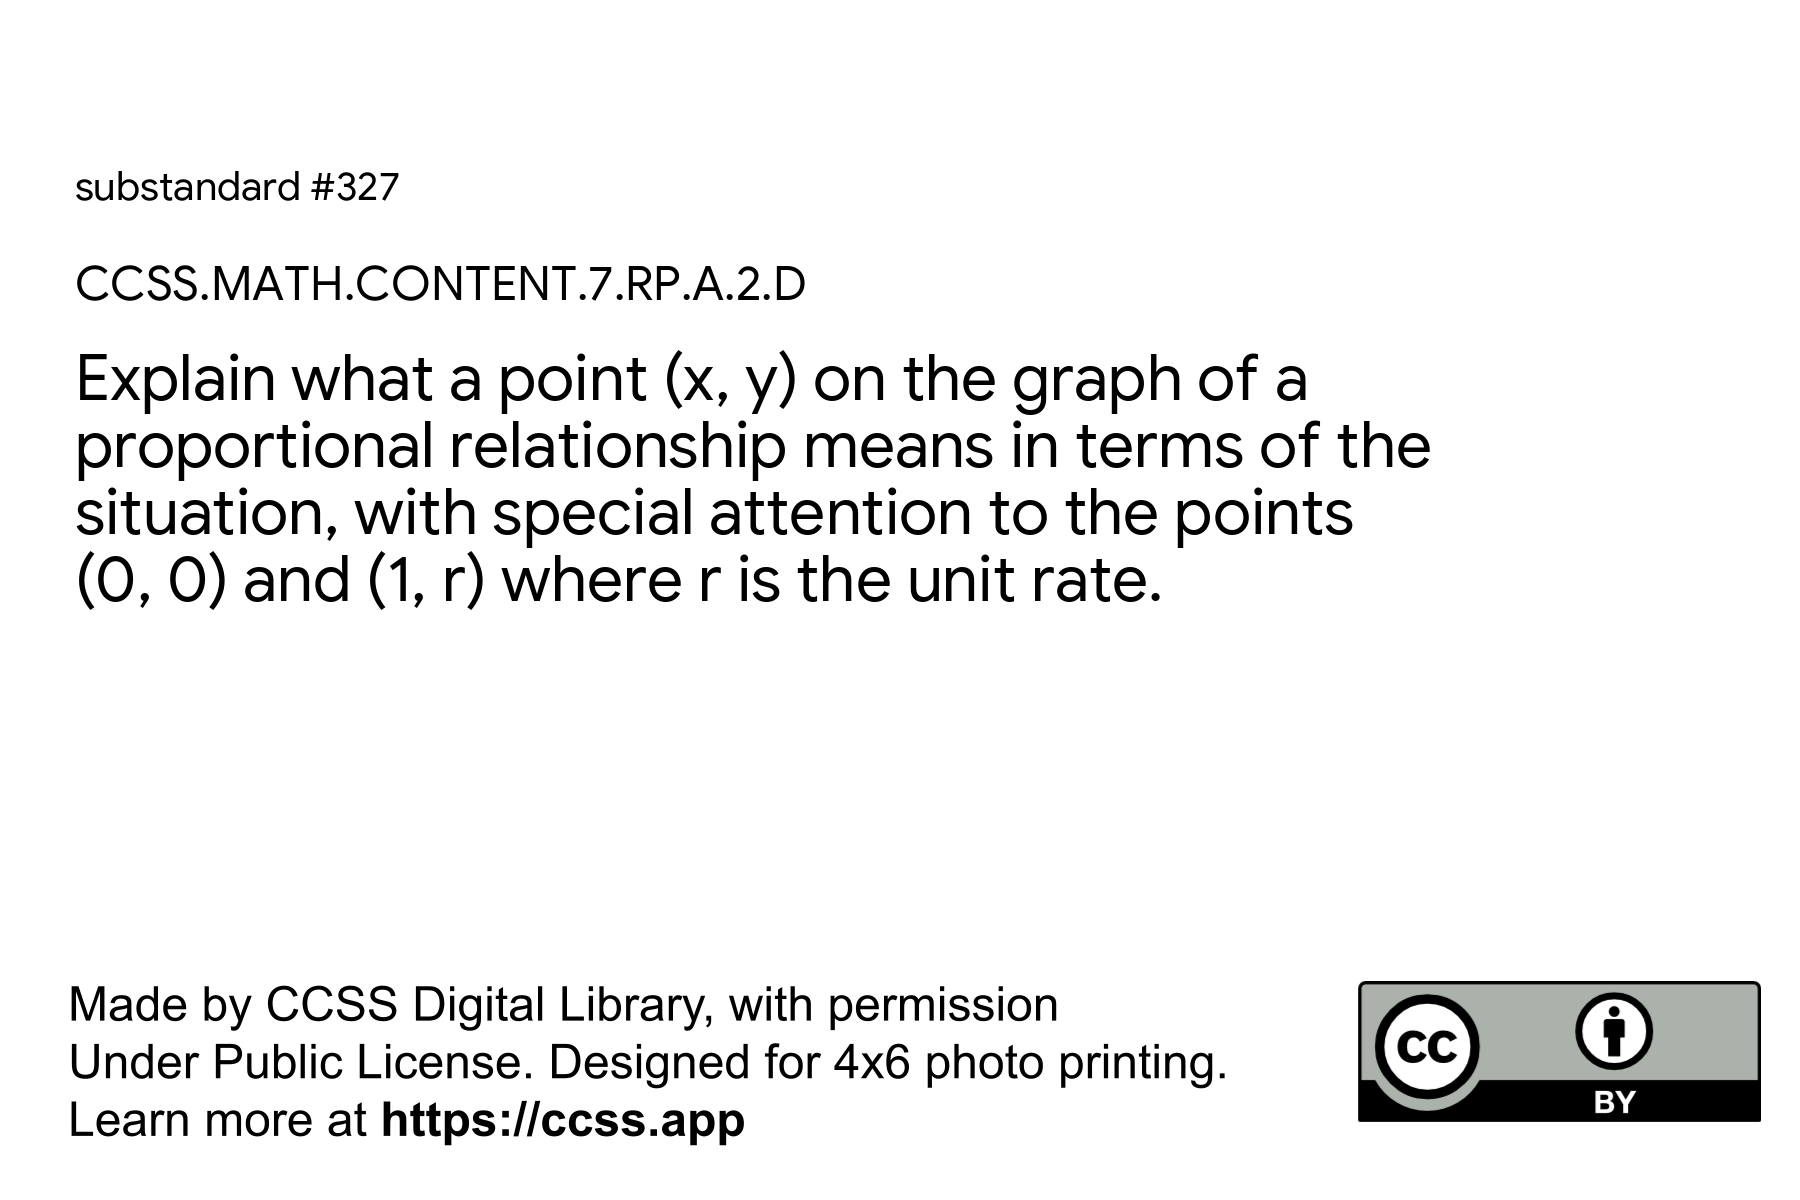 substandard #327
CCSS.MATH.CONTENT.7.RP.A.2.D
Explain what a point (x, y) on the graph of a
proportional relationship means in terms of the
situation, with special attention to the points
(0, 0) and (1, r) where r is the unit rate.
Made by CCSS Digital Library, with permission
Under Public License. Designed for 4x6 photo printing.
Learn more at https://ccss.app
cc
BY